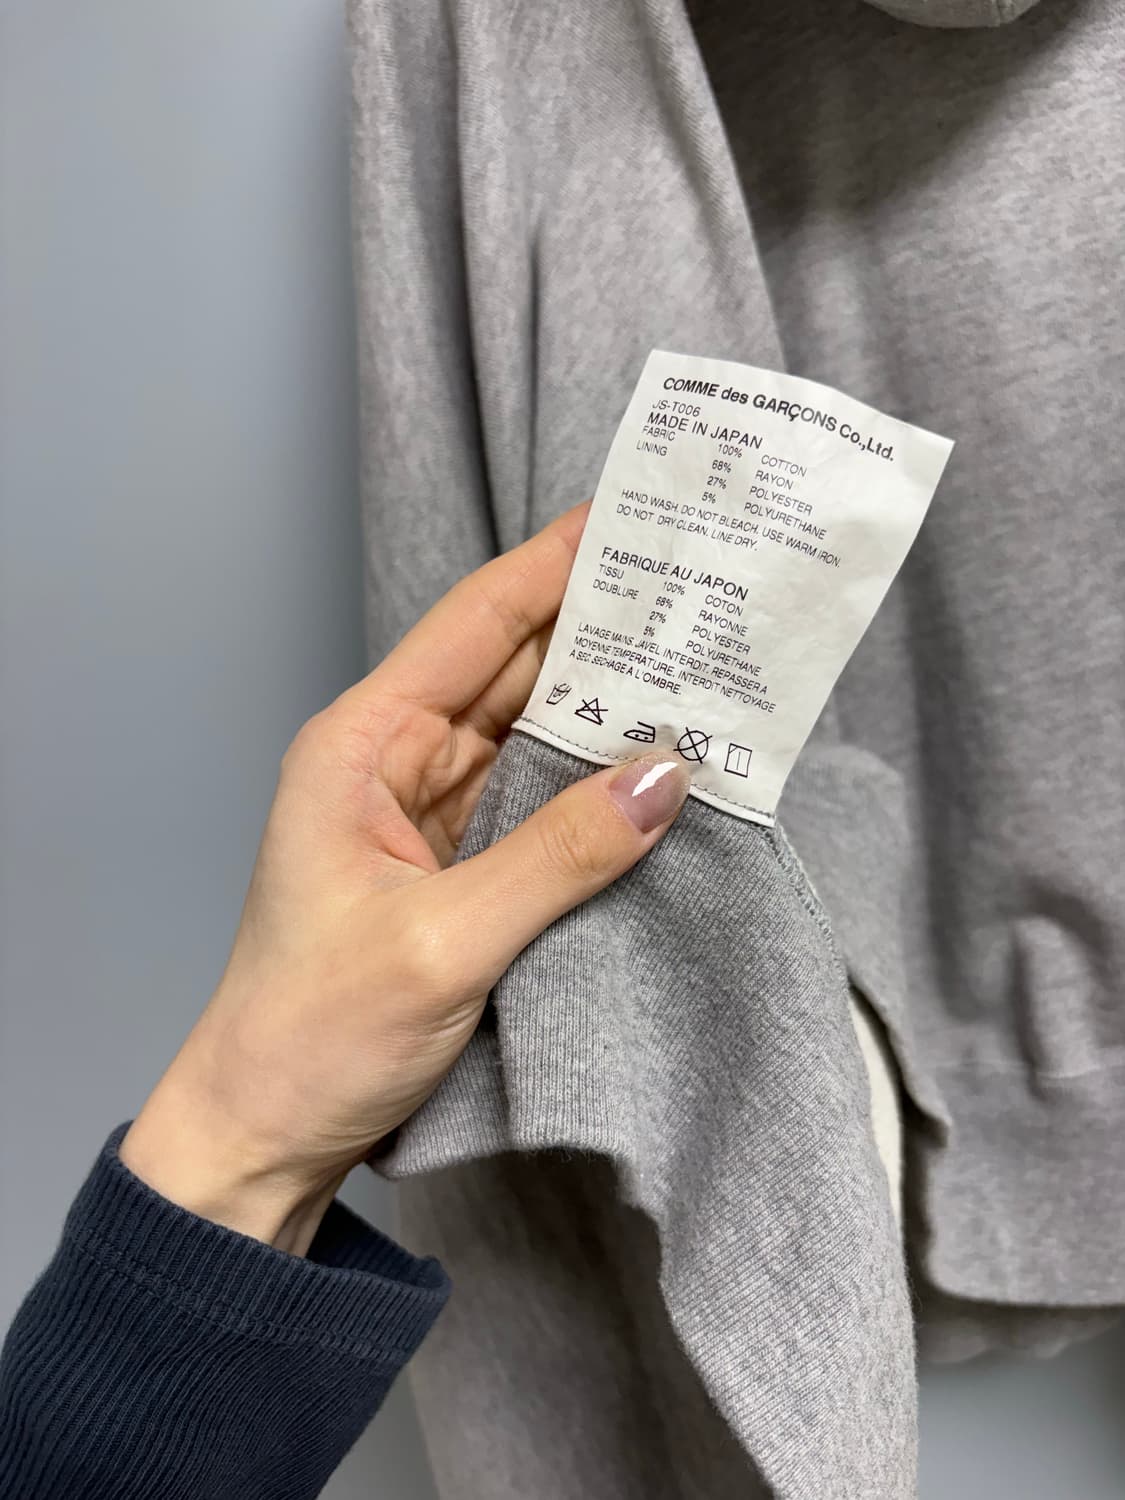 COMME des GARÇONS Co.,Ltd.
JS-T006
MADE IN JAPAN
FABRIC 100% COTTON
LINING 68% RAYON
27% POLYESTER
5% POLYURETHANE
HAND WASH. DO NOT BLEACH. USE WARM IRON.
DO NOT DRY CLEAN. LINE DRY.
FABRIQUE AU JAPON
TISSU 100% COTON
DOUBLURE 68% RAYONNE
27% POLYESTER
5% POLYURETHANE
LAVAGE MAINS. JAVEL INTERDIT. REPASSER A
MOYENNE TEMPERATURE. INTERDIT NETTOYAGE
A SEC. SECHAGE A L'OMBRE.